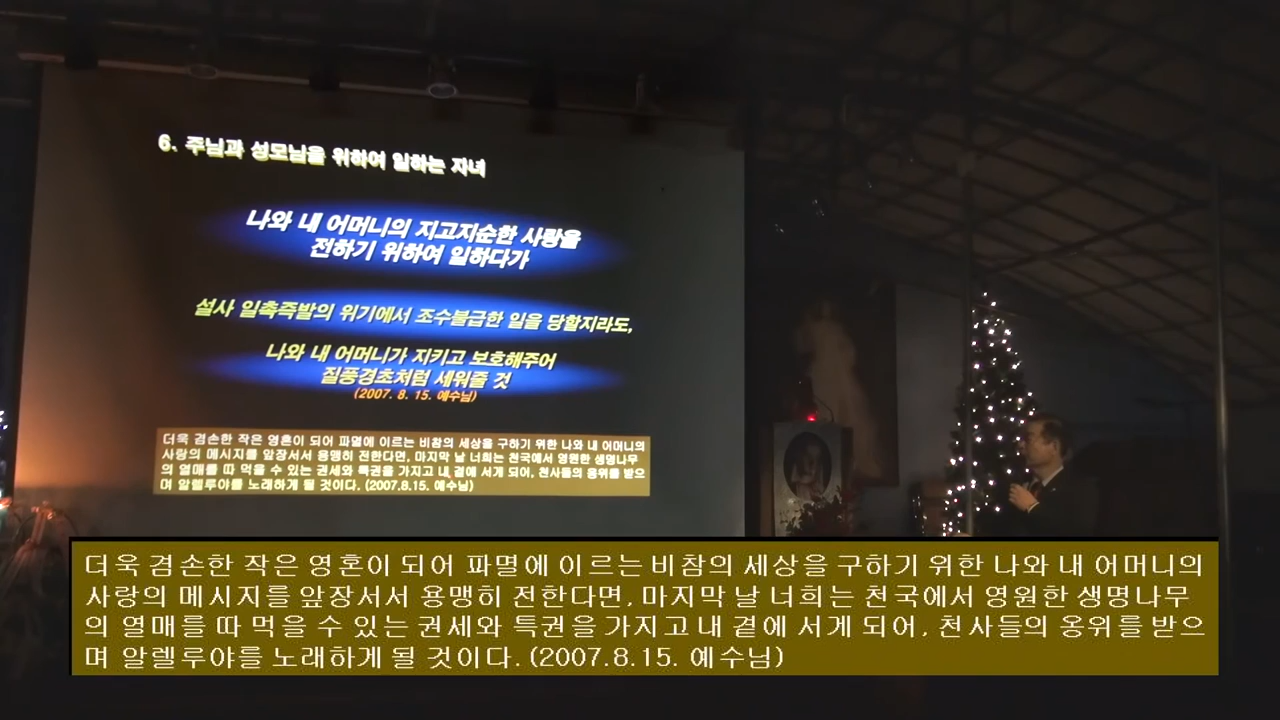 6. 주님과 성모님을 위하여 일하는 자녀
나와 내 어머니의 지고지순한 사랑을
전하기 위하여 일하다가
설사 일촉즉발의 위기에서 조수불급한 일을 당할지라도,
나와 내 어머니가 지키고 보호해주어
질풍경초처럼 세워줄 것
(2007. 8. 15. 예수님)
더욱 겸손한 작은 영혼이 되어 파멸에 이르는 비참의 세상을 구하기 위한 나와 내 어머니의
사랑의 메시지를 앞장서서 용맹히 전한다면, 마지막 날 너희는 천국에서 영원한 생명나무
의 열매를 따 먹을 수 있는 권세와 특권을 가지고 내 곁에 서게 되어, 천사들의 옹위를 받으
며 알렐루야를 노래하게 될 것이다. (2007.8.15. 예수님)
더욱 겸손한 작은 영혼이 되어 파멸에 이르는 비참의 세상을 구하기 위한 나와 내 어머니의
사랑의 메시지를 앞장서서 용맹히 전한다면, 마지막 날 너희는 천국에서 영원한 생명나무
의 열매를 따 먹을 수 있는 권세와 특권을 가지고 내 곁에 서게 되어, 천사들의 옹위를 받으
며 알렐루야를 노래하게 될 것이다. (2007.8.15. 예수님)